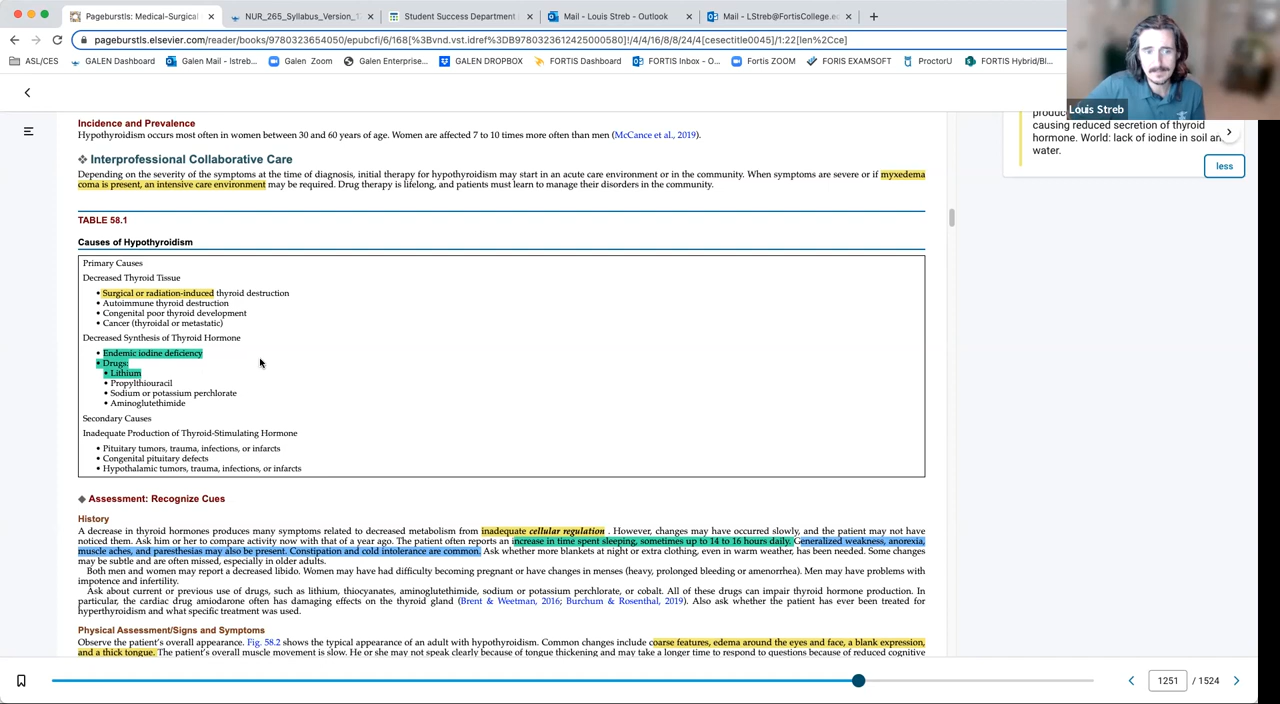 Pageburstls: Medical-Surgical
NUR_265_Syllabus_Version_1
Student Success Department
Mail - Louis Streb - Outlook
Mail - LStreb@FortisCollege.ed
pageburstls.elsevier.com/reader/books/9780323654050/epubcfi/6/168[%3Bvnd.vst.idref%3DB9780323612425000580]!/4/4/16/8/8/24/4[cesectitle0045]/1:22[len%2Cce]
ASL/CES
GALEN Dashboard
Galen Mail - lstreb...
Galen Zoom
Galen Enterprise...
GALEN DROPBOX
FORTIS Dashboard
FORTIS Inbox - O...
Fortis ZOOM
FORIS EXAMSOFT
ProctorU
FORTIS Hybrid/Bl...
Louis Streb
causing reduced secretion of thyroid
hormone. World: lack of iodine in soil
water.
less
Incidence and Prevalence
Hypothyroidism occurs most often in women between 30 and 60 years of age. Women are affected 7 to 10 times more often than men (McCance et al., 2019).
❖ Interprofessional Collaborative Care
Depending on the severity of the symptoms at the time of diagnosis, initial therapy for hypothyroidism may start in an acute care environment or in the community. When symptoms are severe or if myxedema
coma is present, an intensive care environment may be required. Drug therapy is lifelong, and patients must learn to manage their disorders in the community.
TABLE 58.1
Causes of Hypothyroidism
Primary Causes
Decreased Thyroid Tissue
• Surgical or radiation-induced thyroid destruction
• Autoimmune thyroid destruction
• Congenital poor thyroid development
• Cancer (thyroidal or metastatic)
Decreased Synthesis of Thyroid Hormone
• Endemic iodine deficiency
• Drugs:
• Lithium
• Propylthiouracil
• Sodium or potassium perchlorate
• Aminoglutethimide
Secondary Causes
Inadequate Production of Thyroid-Stimulating Hormone
• Pituitary tumors, trauma, infections, or infarcts
• Congenital pituitary defects
• Hypothalamic tumors, trauma, infections, or infarcts
◆ Assessment: Recognize Cues
History
A decrease in thyroid hormones produces many symptoms related to decreased metabolism from inadequate cellular regulation . However, changes may have occurred slowly, and the patient may not have
noticed them. Ask him or her to compare activity now with that of a year ago. The patient often reports an increase in time spent sleeping, sometimes up to 14 to 16 hours daily. Generalized weakness, anorexia,
muscle aches, and paresthesias may also be present. Constipation and cold intolerance are common. Ask whether more blankets at night or extra clothing, even in warm weather, has been needed. Some changes
may be subtle and are often missed, especially in older adults.
Both men and women may report a decreased libido. Women may have had difficulty becoming pregnant or have changes in menses (heavy, prolonged bleeding or amenorrhea). Men may have problems with
impotence and infertility.
Ask about current or previous use of drugs, such as lithium, thiocyanates, aminoglutethimide, sodium or potassium perchlorate, or cobalt. All of these drugs can impair thyroid hormone production. In
particular, the cardiac drug amiodarone often has damaging effects on the thyroid gland (Brent & Weetman, 2016; Burchum & Rosenthal, 2019). Also ask whether the patient has ever been treated for
hyperthyroidism and what specific treatment was used.
Physical Assessment/Signs and Symptoms
Observe the patient's overall appearance. Fig. 58.2 shows the typical appearance of an adult with hypothyroidism. Common changes include coarse features, edema around the eyes and face, a blank expression,
and a thick tongue. The patient's overall muscle movement is slow. He or she may not speak clearly because of tongue thickening and may take a longer time to respond to questions because of reduced cognitive
1251 / 1524